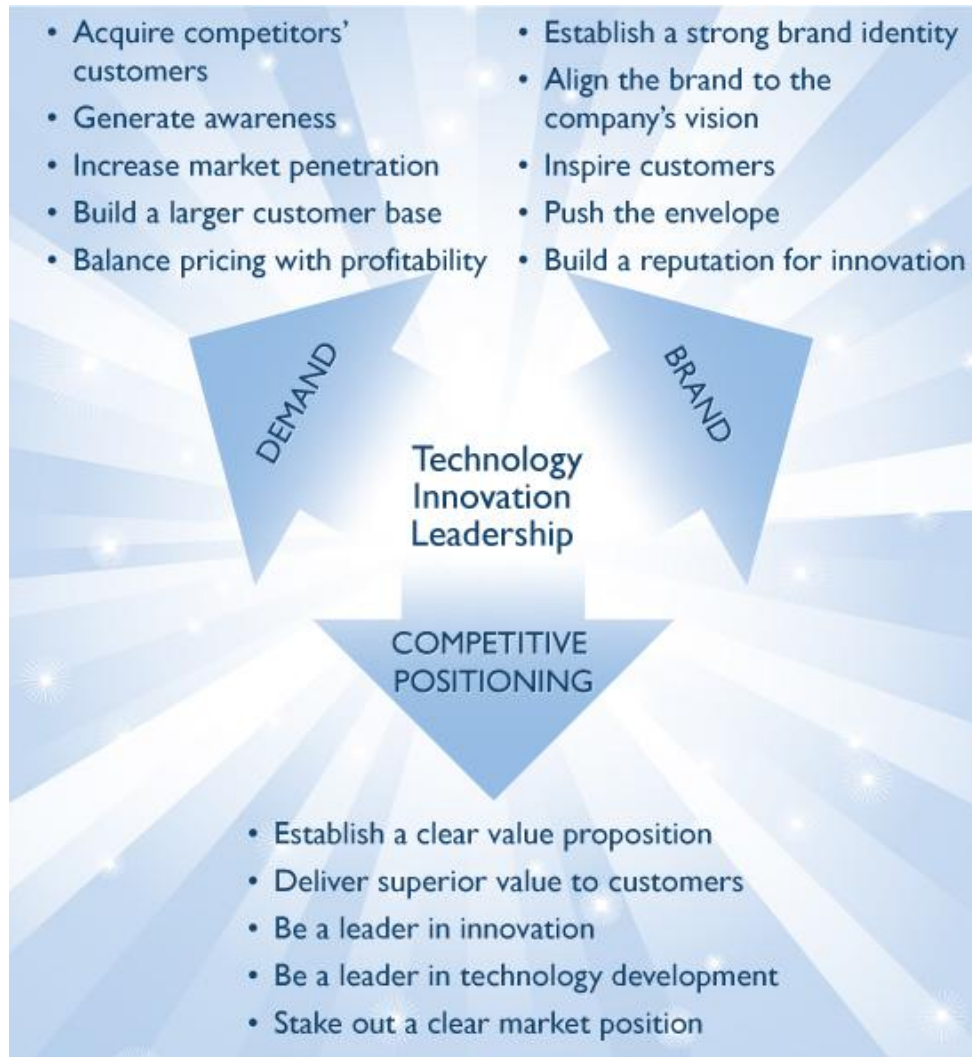 • Acquire competitors’
customers
• Generate awareness
• Increase market penetration
• Build a larger customer base
• Balance pricing with profitability
• Establish a strong brand identity
• Align the brand to the
company’s vision
• Inspire customers
• Push the envelope
• Build a reputation for innovation
DEMAND
BRAND
Technology
Innovation
Leadership
COMPETITIVE
POSITIONING
• Establish a clear value proposition
• Deliver superior value to customers
• Be a leader in innovation
• Be a leader in technology development
• Stake out a clear market position